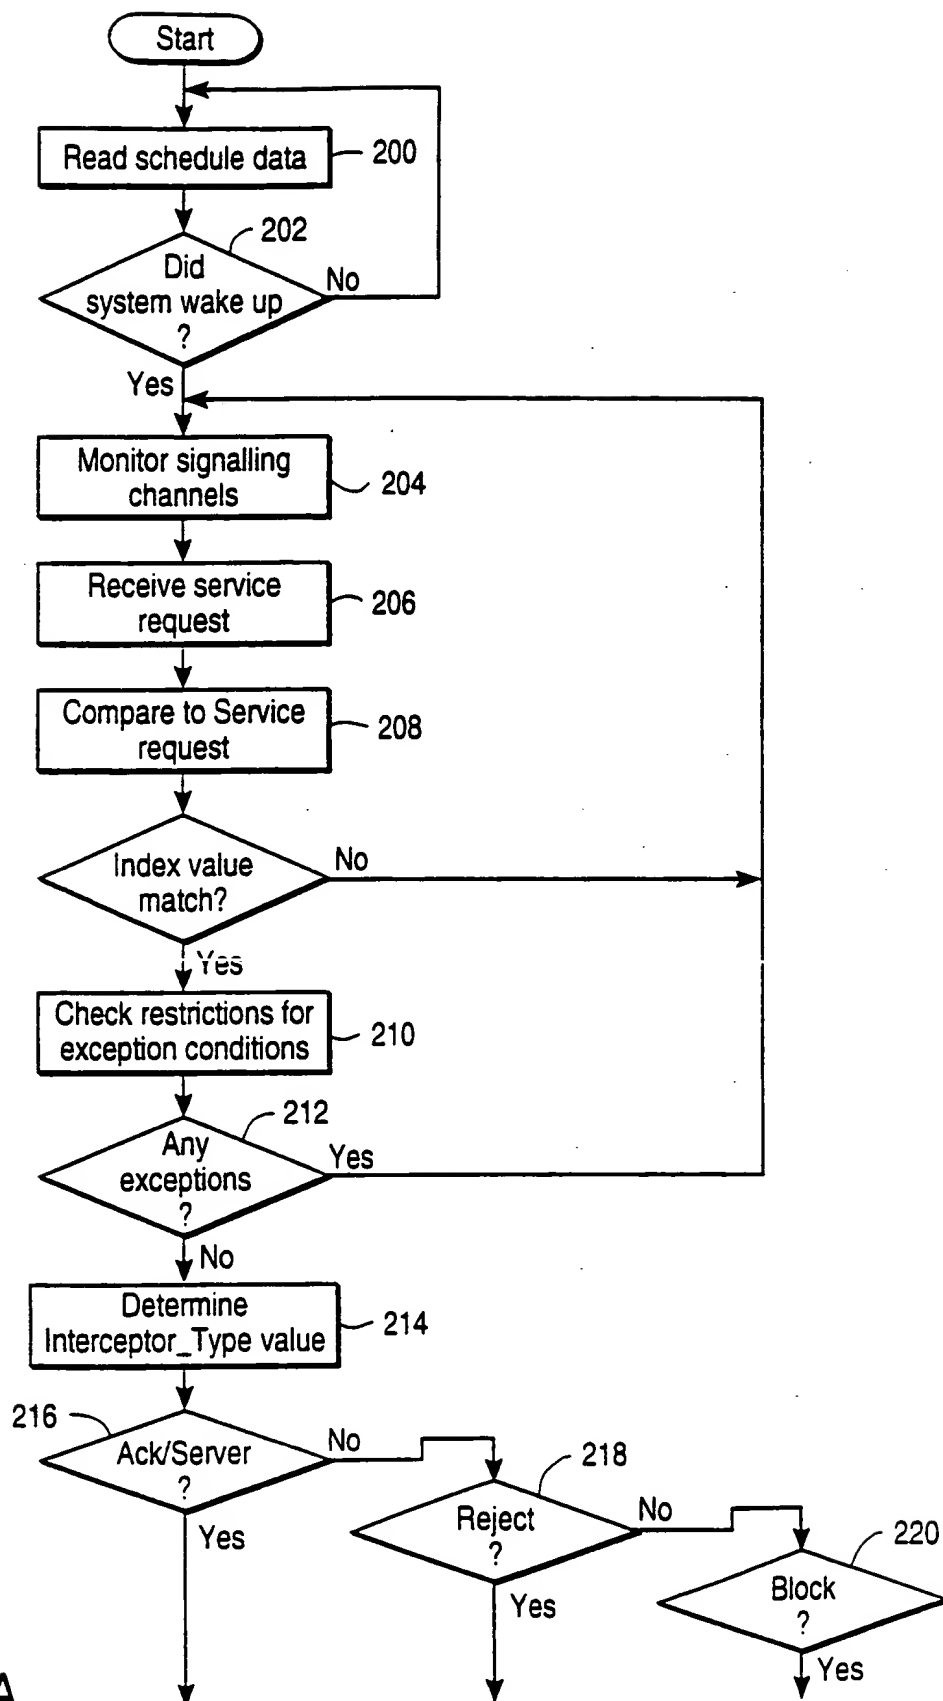 Start
Read schedule data
200
202
Did
system wake up
?
No
Yes
Monitor signalling
channels
204
Receive service
request
206
Compare to Service
request
208
Index value
match?
No
Yes
Check restrictions for
exception conditions
210
212
Any
exceptions
?
Yes
No
Determine
Interceptor_Type value
214
216
Ack/Server
?
No
Yes
218
Reject
?
No
Yes
220
Block
?
Yes